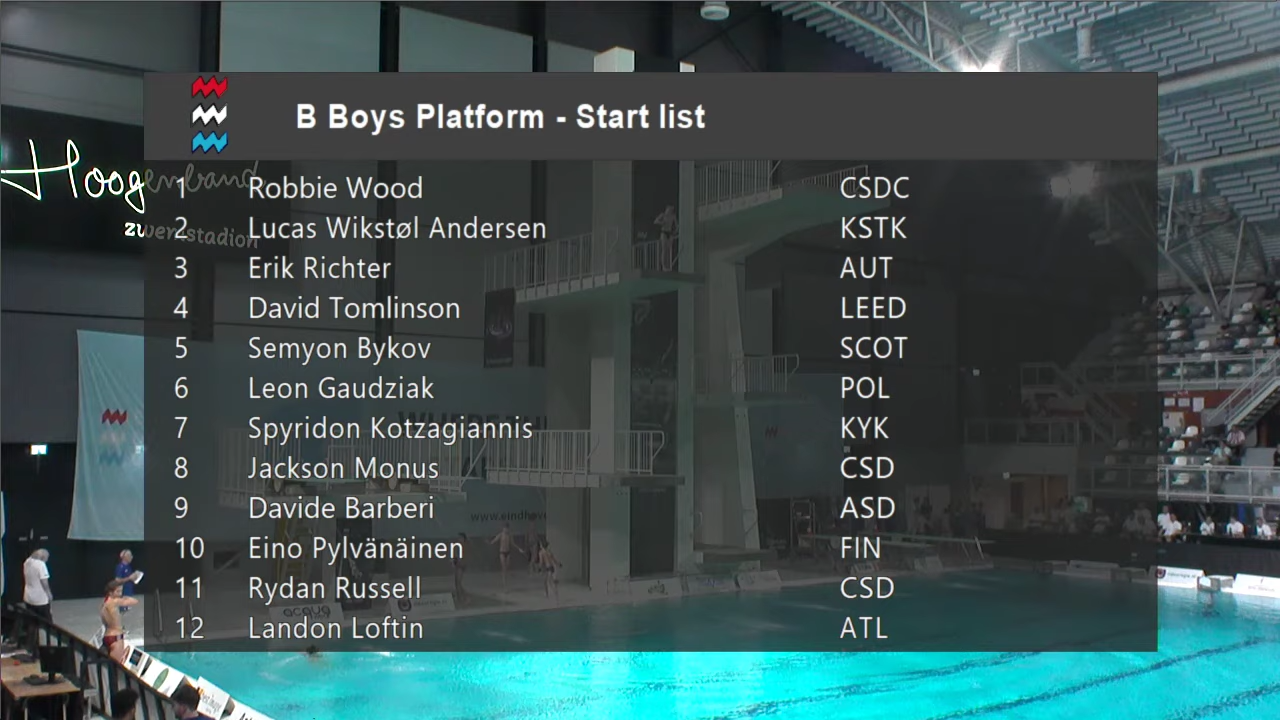 B Boys Platform - Start list
Hoogenband
zwemstadion
1 Robbie Wood CSDC
2 Lucas Wikstøl Andersen KSTK
3 Erik Richter AUT
4 David Tomlinson LEED
5 Semyon Bykov SCOT
6 Leon Gaudziak POL
7 Spyridon Kotzagiannis KYK
8 Jackson Monus CSD
9 Davide Barberi ASD
10 Eino Pylvänäinen FIN
11 Rydan Russell CSD
12 Landon Loftin ATL